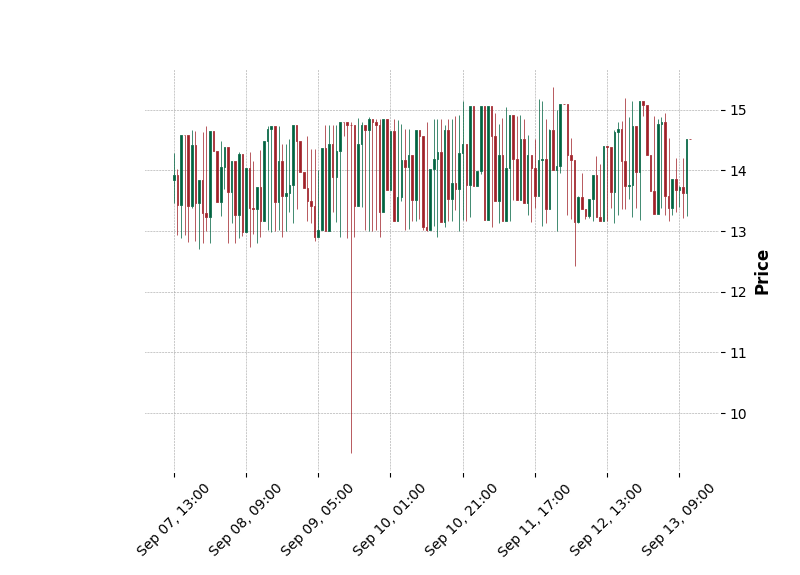 15
14
13
12
11
10
Price
Sep 07, 13:00
Sep 08, 09:00
Sep 09, 05:00
Sep 10, 01:00
Sep 10, 21:00
Sep 11, 17:00
Sep 12, 13:00
Sep 13, 09:00